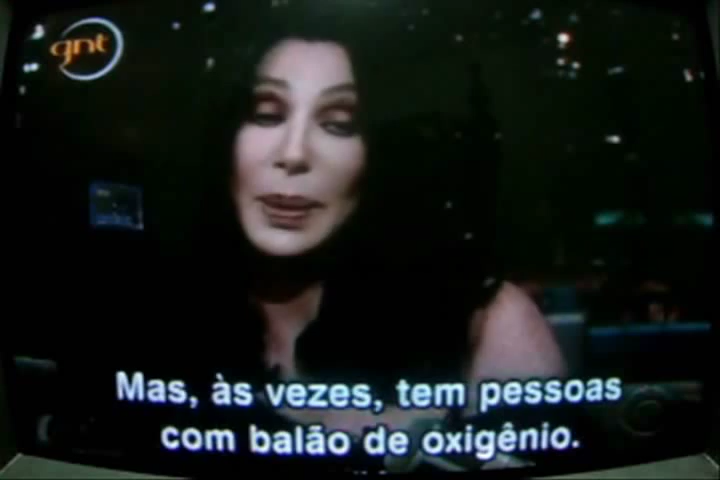 gnt
Mas, às vezes, tem pessoas
com balão de oxigênio.